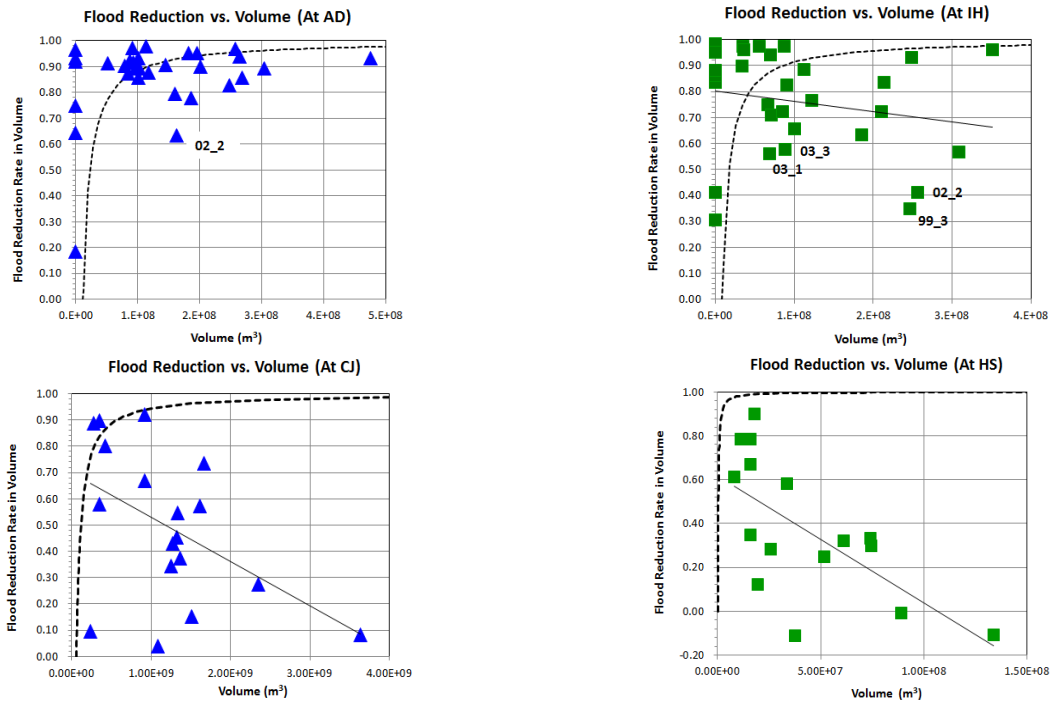 Flood Reduction vs. Volume (At AD)
Flood Reduction Rate in Volume
1.00
0.90
0.80
0.70
0.60
0.50
0.40
0.30
0.20
0.10
0.00
02_2
0.E+00 1.E+08 2.E+08 3.E+08 4.E+08 5.E+08
Volume (m³)
Flood Reduction vs. Volume (At IH)
Flood Reduction Rate in Volume
1.00
0.90
0.80
0.70
0.60
0.50
0.40
0.30
0.20
0.10
0.00
03_3
03_1
02_2
99_3
0.E+00 1.E+08 2.E+08 3.E+08 4.E+08
Volume (m³)
Flood Reduction vs. Volume (At CJ)
Flood Reduction Rate in Volume
1.00
0.90
0.80
0.70
0.60
0.50
0.40
0.30
0.20
0.10
0.00
0.00E+00 1.00E+09 2.00E+09 3.00E+09 4.00E+09
Volume (m³)
Flood Reduction vs. Volume (At HS)
Flood Reduction Rate in Volume
1.00
0.80
0.60
0.40
0.20
0.00
-0.20
0.00E+00 5.00E+07 1.00E+08 1.50E+08
Volume (m³)